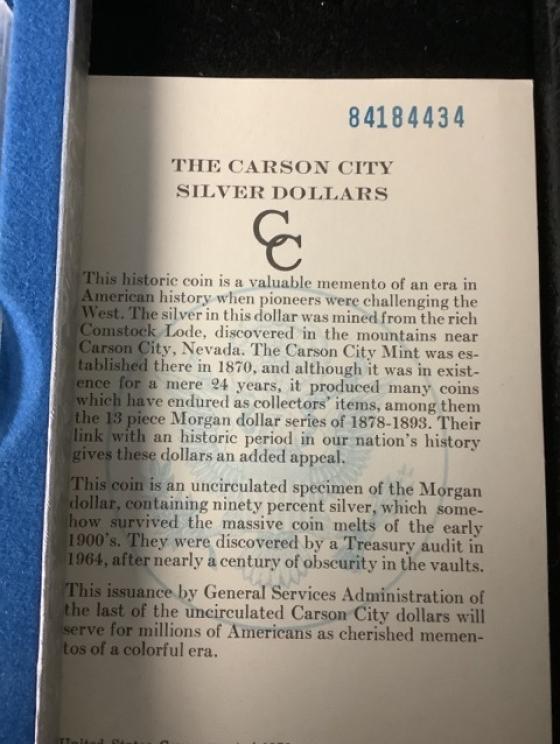 84184434
THE CARSON CITY
SILVER DOLLARS
CC
This historic coin is a valuable memento of an era in
American history when pioneers were challenging the
West. The silver in this dollar was mined from the rich
Comstock Lode, discovered in the mountains near
Carson City, Nevada. The Carson City Mint was es-
tablished there in 1870, and although it was in exist-
ence for a mere 24 years, it produced many coins
which have endured as collectors' items, among them
the 13 piece Morgan dollar series of 1878-1893. Their
link with an historic period in our nation's history
gives these dollars an added appeal.
This coin is an uncirculated specimen of the Morgan
dollar, containing ninety percent silver, which some-
how survived the massive coin melts of the early
1900's. They were discovered by a Treasury audit in
1964, after nearly a century of obscurity in the vaults.
This issuance by General Services Administration of
the last of the uncirculated Carson City dollars will
serve for millions of Americans as cherished memen-
tos of a colorful era.
United States